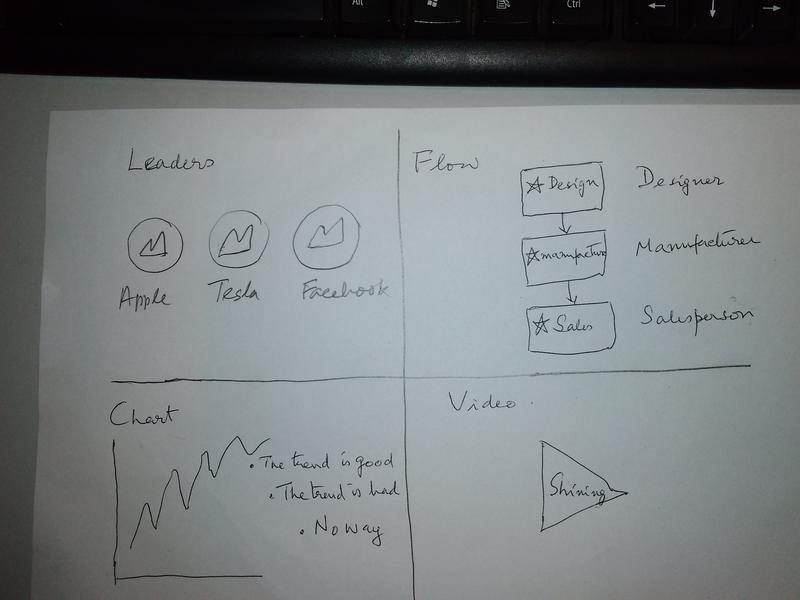 Alt
Ctrl
Leaders
Apple Tesla Facebook
Flow
Design Designer
manufacture Manufacturer
Sales Salesperson
Chart
• The trend is good
• The trend is bad
• No way
Video
Shining